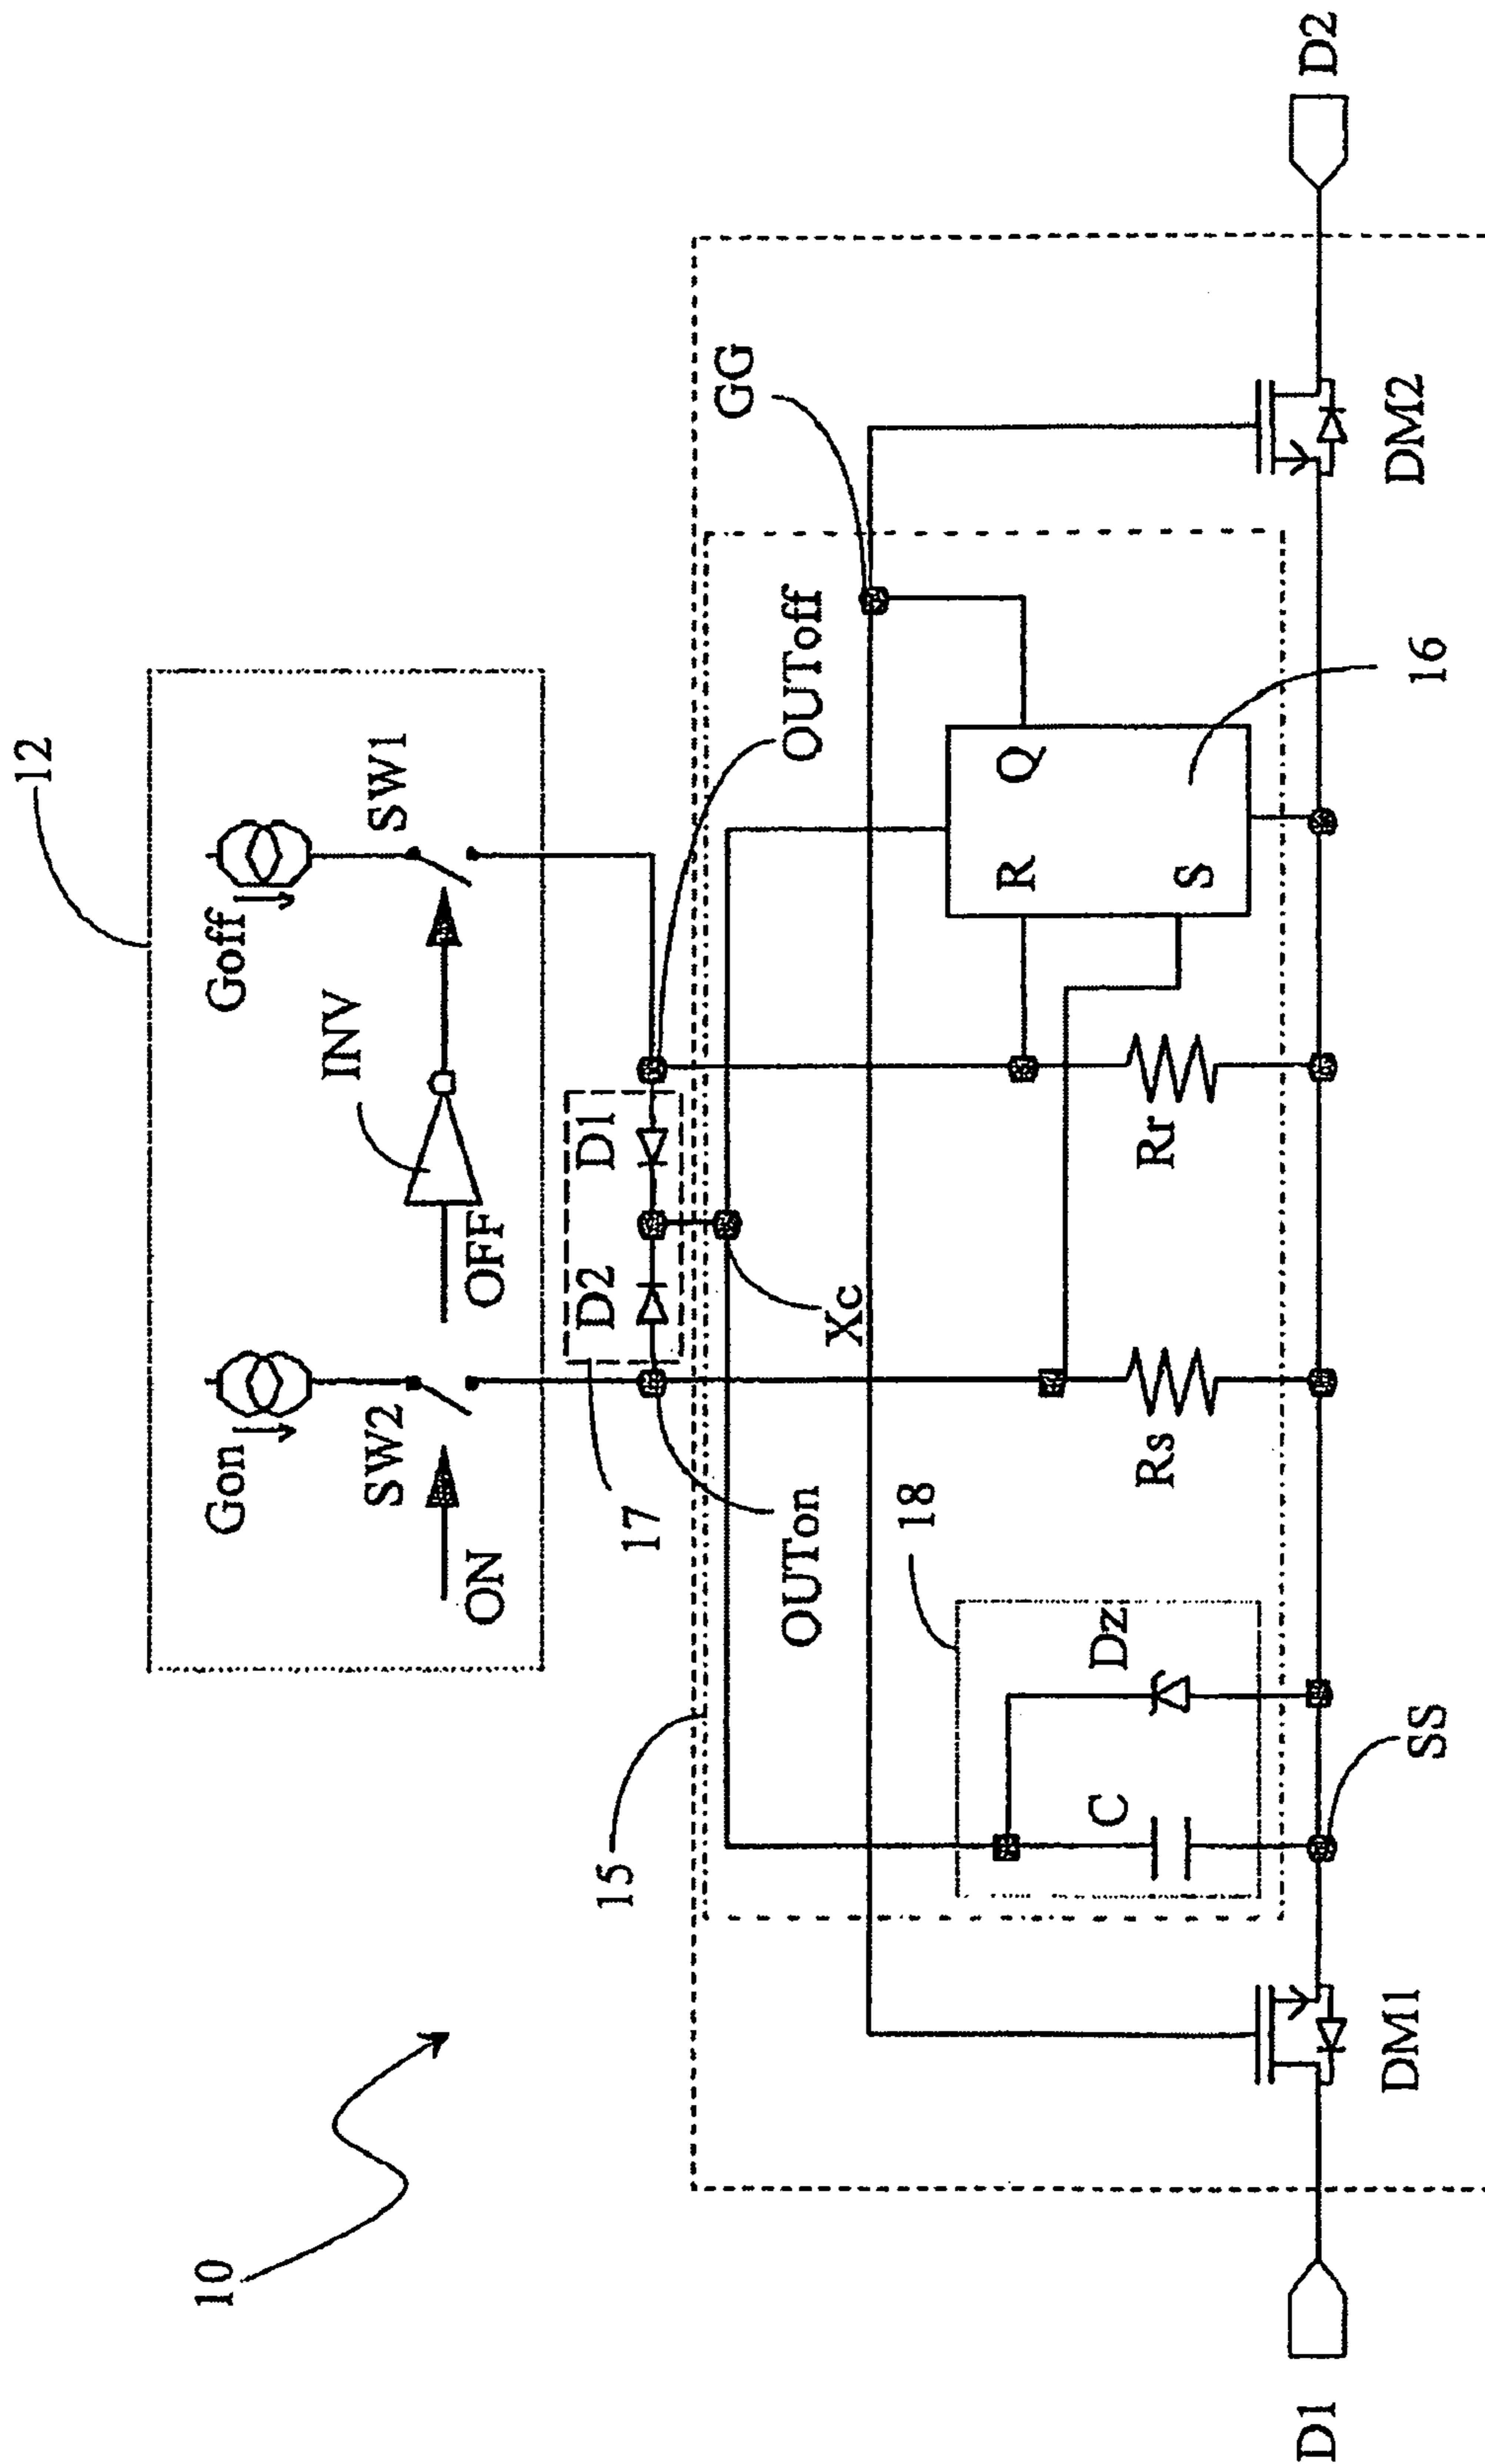 10
12
Gon
Goff
INV
SW2
SW1
ON
OFF
D2
D1
17
OUTon
OUToff
Xc
GG
15
18
C
Dz
Rs
Rr
R
Q
S
16
SS
DM1
DM2
D1
D2